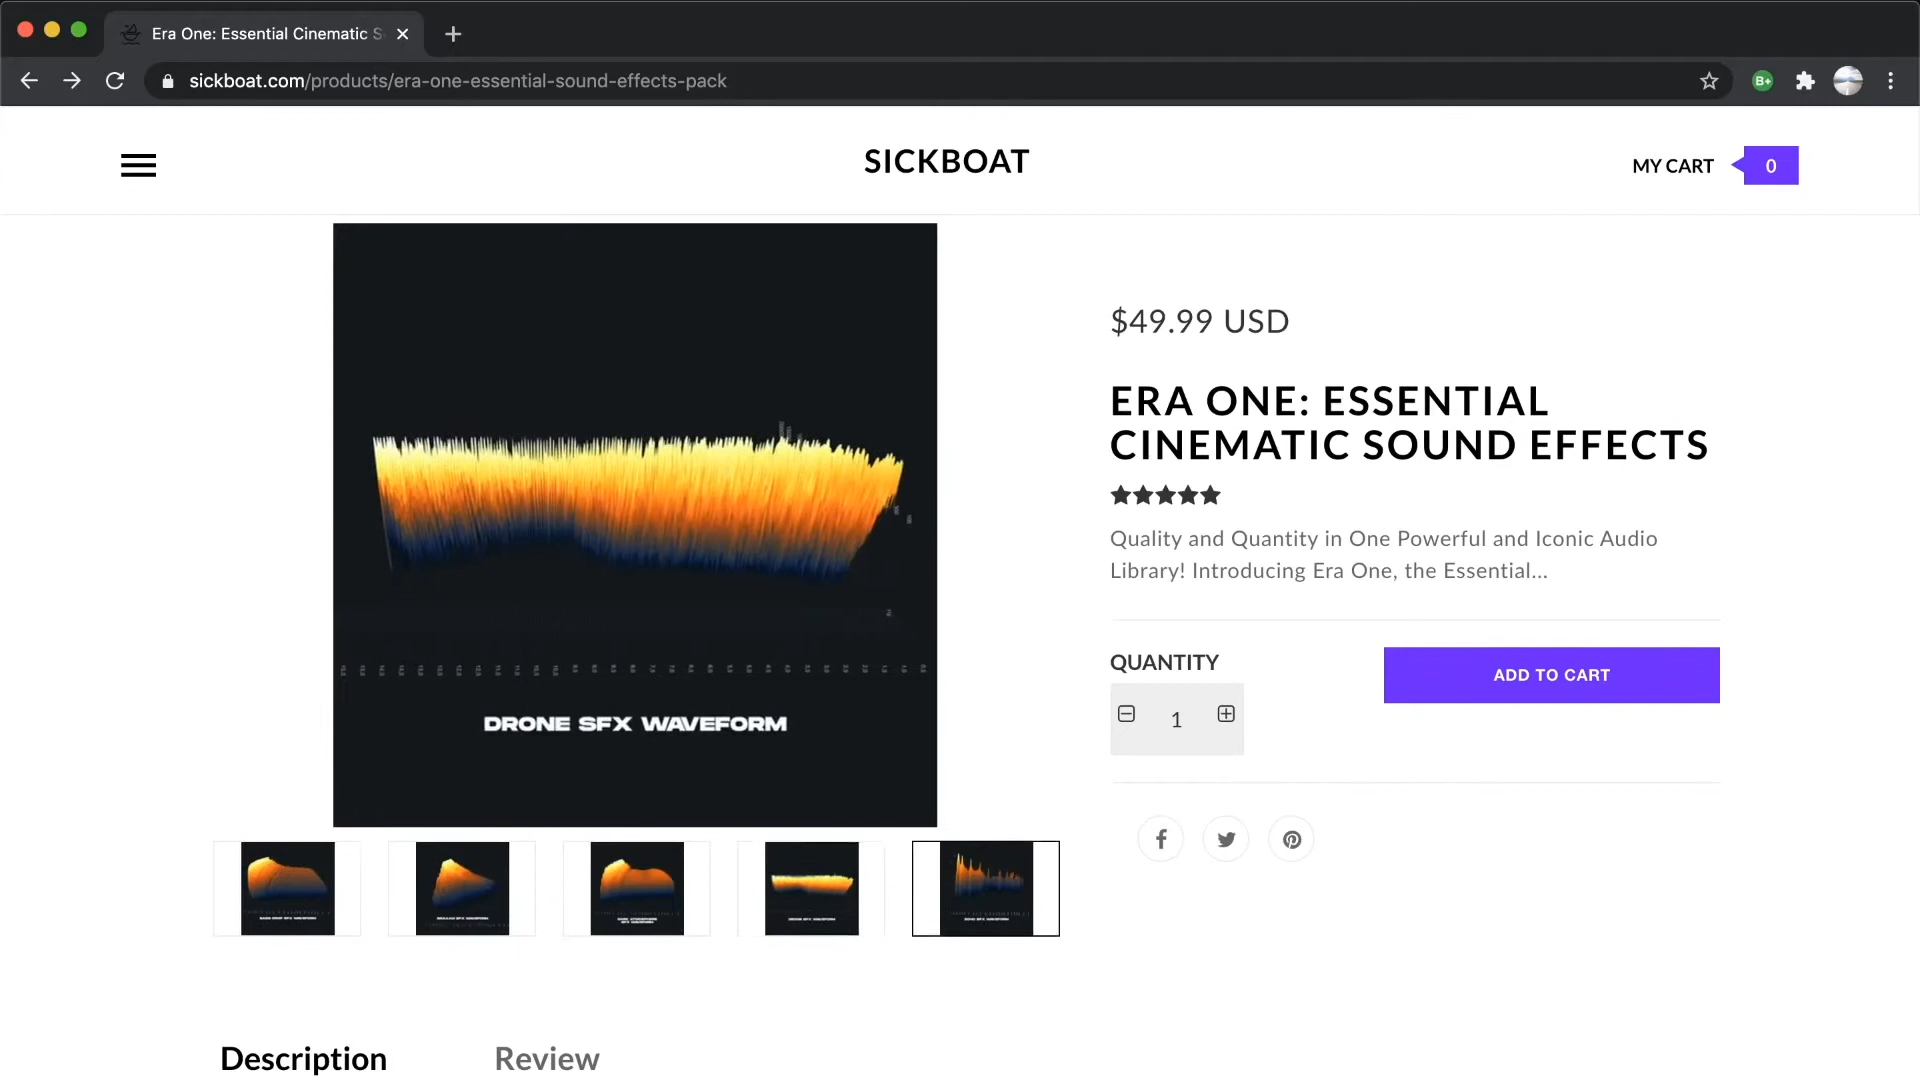 Era One: Essential Cinematic S
sickboat.com/products/era-one-essential-sound-effects-pack
B+
SICKBOAT
MY CART
0
$49.99 USD
ERA ONE: ESSENTIAL
CINEMATIC SOUND EFFECTS
Quality and Quantity in One Powerful and Iconic Audio
Library! Introducing Era One, the Essential...
QUANTITY
ADD TO CART
1
DRONE SFX WAVEFORM
Description
Review